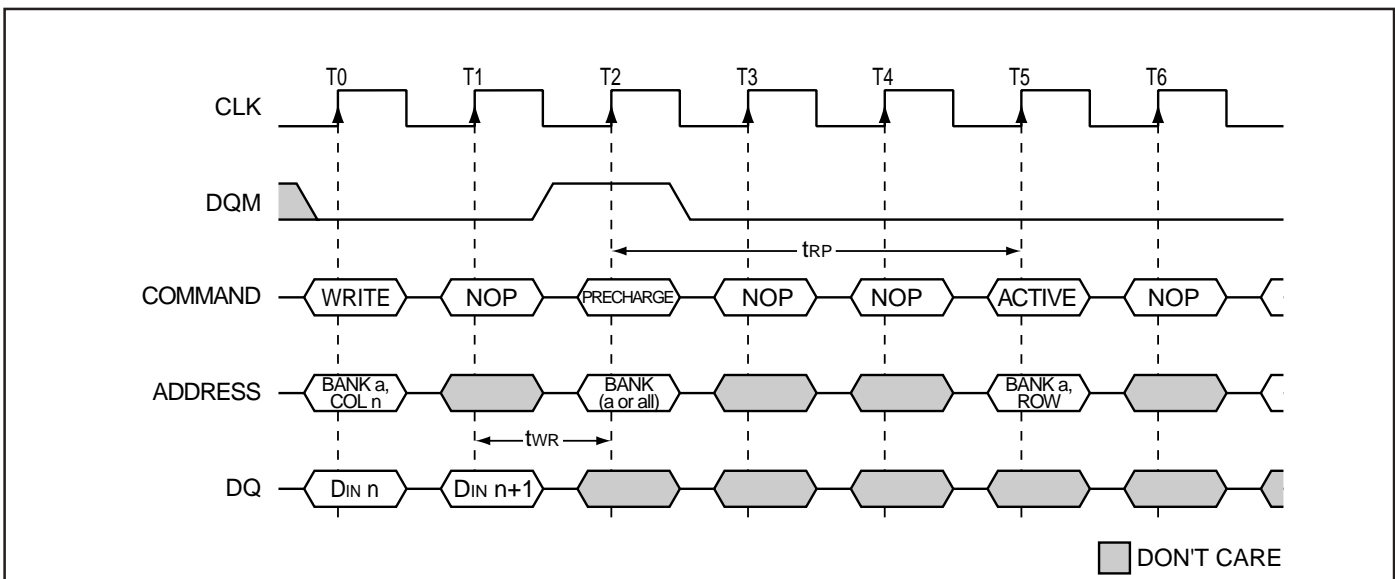 T0 T1 T2 T3 T4 T5 T6
CLK
DQM
tRP
COMMAND WRITE NOP PRECHARGE NOP NOP ACTIVE NOP
ADDRESS BANK a, COL n BANK (a or all) BANK a, ROW
tWR
DQ DIN n DIN n+1
DON'T CARE